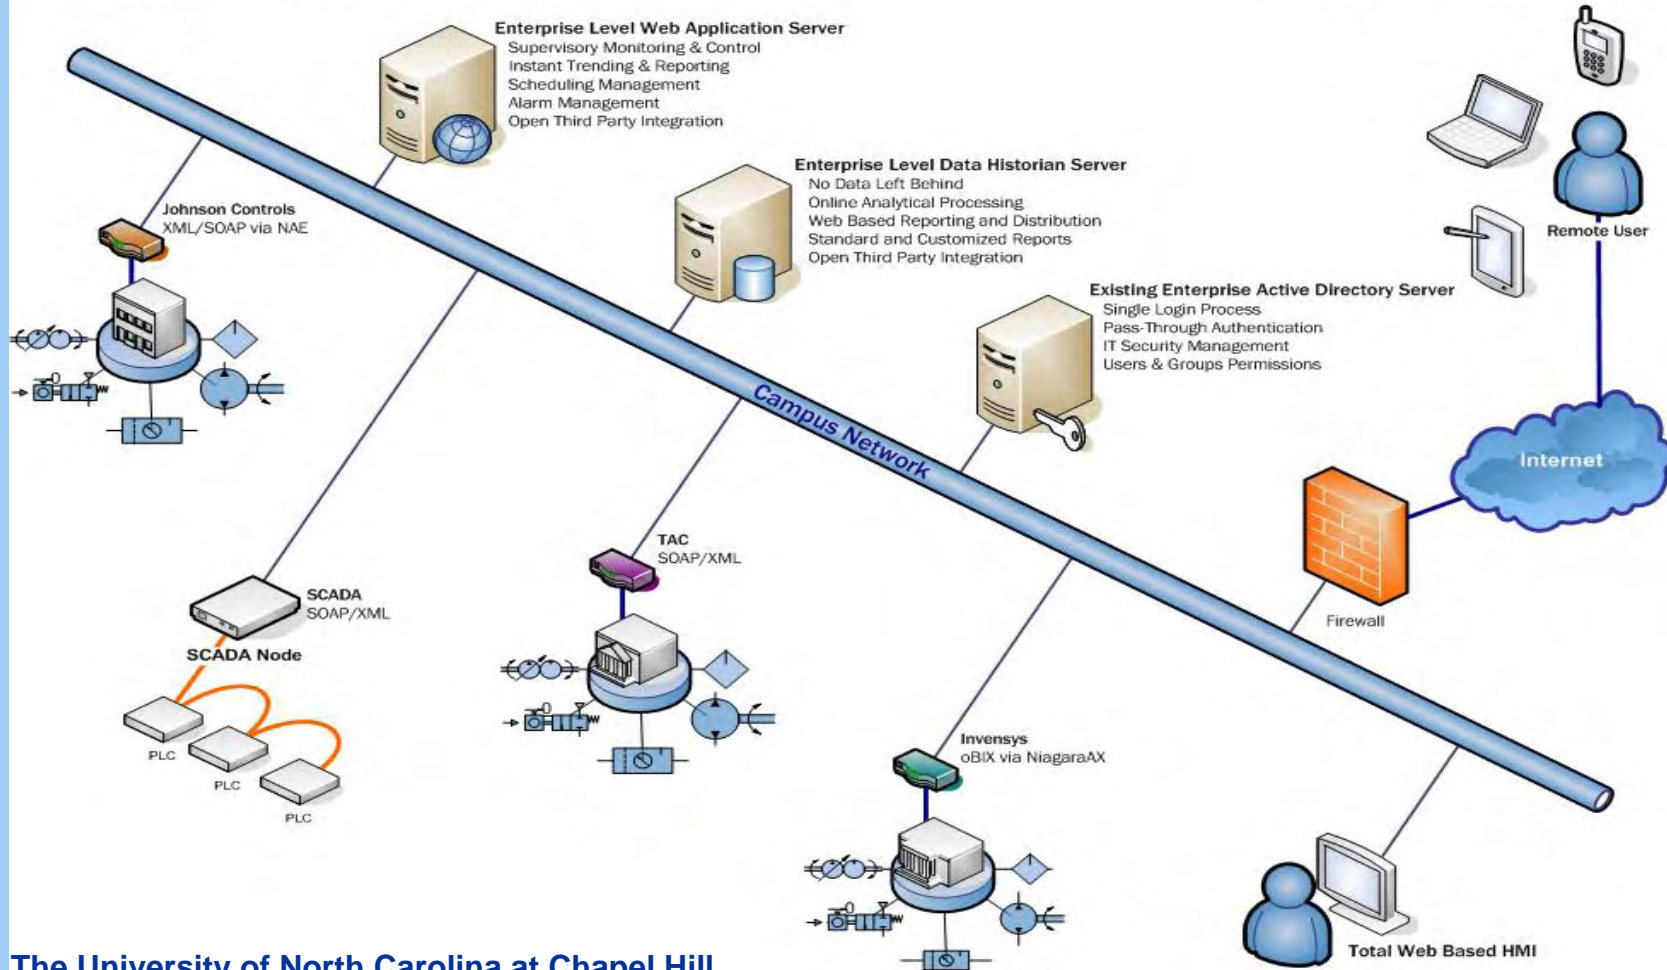 Enterprise Level Web Application Server
Supervisory Monitoring & Control
Instant Trending & Reporting
Scheduling Management
Alarm Management
Open Third Party Integration
Enterprise Level Data Historian Server
No Data Left Behind
Online Analytical Processing
Web Based Reporting and Distribution
Standard and Customized Reports
Open Third Party Integration
Existing Enterprise Active Directory Server
Single Login Process
Pass-Through Authentication
IT Security Management
Users & Groups Permissions
Remote User
Johnson Controls
XML/SOAP via NAE
Campus Network
Internet
Firewall
TAC
SOAP/XML
SCADA
SOAP/XML
SCADA Node
PLC
PLC
PLC
Invensys
oBIX via NiagaraAX
Total Web Based HMI
The University of North Carolina at Chapel Hill